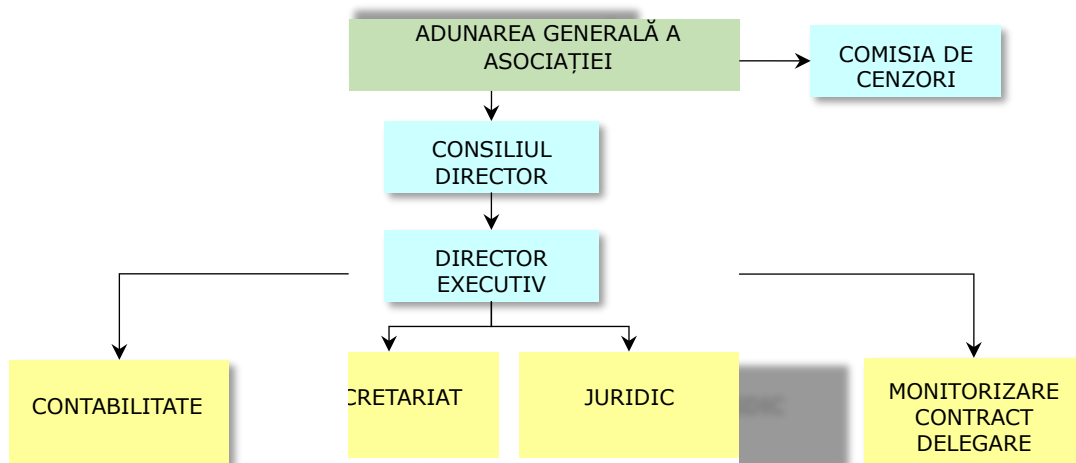 ADUNAREA GENERALĂ A
ASOCIAȚIEI
COMISIA DE
CENZORI
CONSILIUL
DIRECTOR
DIRECTOR
EXECUTIV
CONTABILITATE
CRETARIAT
JURIDIC
MONITORIZARE
CONTRACT
DELEGARE